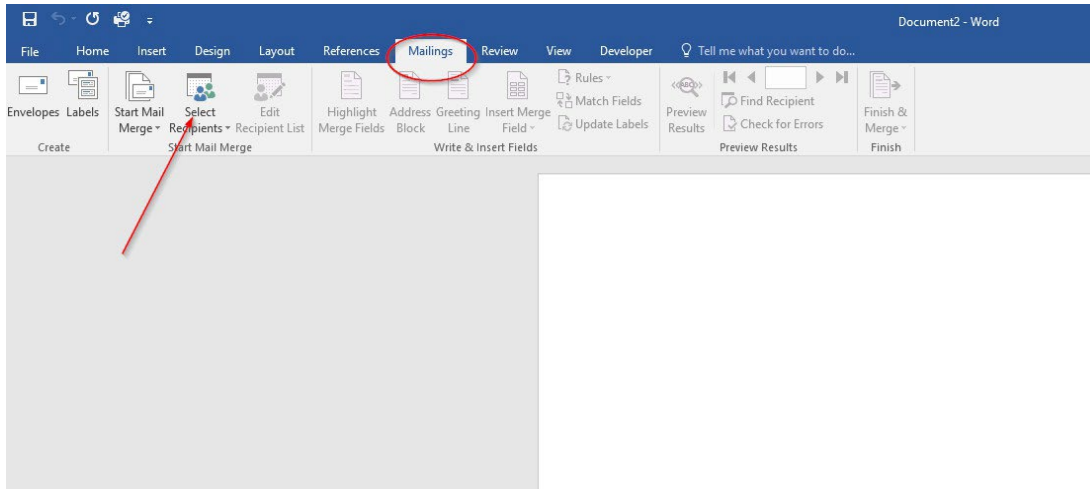 Document2 - Word
File Home Insert Design Layout References Mailings Review View Developer Tell me what you want to do...
Envelopes Labels Start Mail Merge Select Recipients Edit Recipient List
Highlight Merge Fields Address Block Greeting Line Insert Merge Field
Rules
Match Fields
Update Labels
«ABC»
Preview Results
Find Recipient
Check for Errors
Finish & Merge
Create Start Mail Merge Write & Insert Fields Preview Results Finish